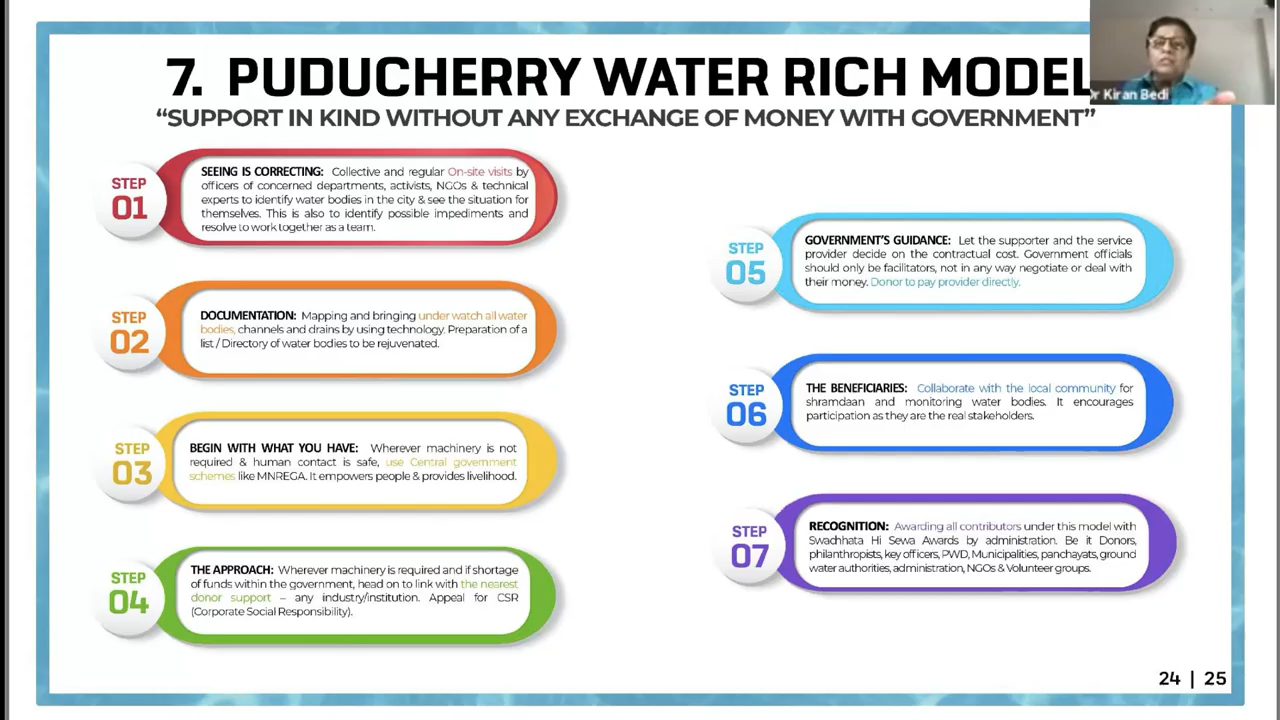 7. PUDUCHERRY WATER RICH MODEL
"SUPPORT IN KIND WITHOUT ANY EXCHANGE OF MONEY WITH GOVERNMENT"
Dr Kiran Bedi
STEP
01
SEEING IS CORRECTING: Collective and regular On-site visits by
officers of concerned departments, activists, NGOs & technical
experts to identify water bodies in the city & see the situation for
themselves. This is also to identify possible impediments and
resolve to work together as a team.
STEP
02
DOCUMENTATION: Mapping and bringing under watch all water
bodies, channels and drains by using technology. Preparation of a
list / Directory of water bodies to be rejuvenated.
STEP
03
BEGIN WITH WHAT YOU HAVE: Wherever machinery is not
required & human contact is safe, use Central government
schemes like MNREGA. It empowers people & provides livelihood.
STEP
04
THE APPROACH: Wherever machinery is required and if shortage
of funds within the government, head on to link with the nearest
donor support – any industry/institution. Appeal for CSR
(Corporate Social Responsibility).
STEP
05
GOVERNMENT'S GUIDANCE: Let the supporter and the service
provider decide on the contractual cost. Government officials
should only be facilitators, not in any way negotiate or deal with
their money. Donor to pay provider directly.
STEP
06
THE BENEFICIARIES: Collaborate with the local community for
shramdaan and monitoring water bodies. It encourages
participation as they are the real stakeholders.
STEP
07
RECOGNITION: Awarding all contributors under this model with
Swadhhata Hi Sewa Awards by administration. Be it Donors,
philanthropists, key officers, PWD, Municipalities, panchayats, ground
water authorities, administration, NGOs & Volunteer groups.
24 | 25